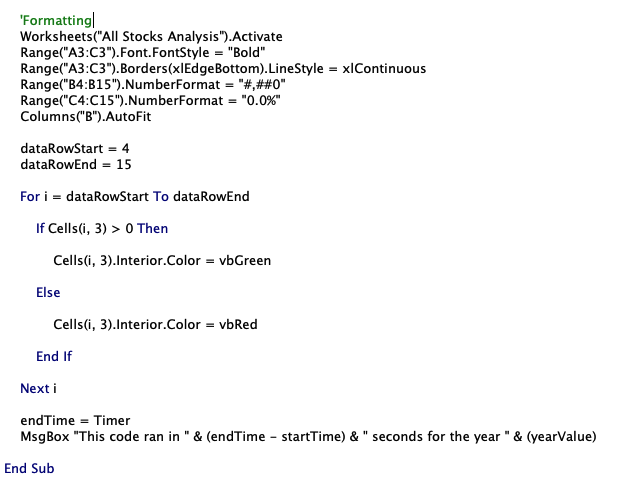 'Formatting
Worksheets("All Stocks Analysis").Activate
Range("A3:C3").Font.FontStyle = "Bold"
Range("A3:C3").Borders(xlEdgeBottom).LineStyle = xlContinuous
Range("B4:B15").NumberFormat = "#,##0"
Range("C4:C15").NumberFormat = "0.0%"
Columns("B").AutoFit
dataRowStart = 4
dataRowEnd = 15
For i = dataRowStart To dataRowEnd
If Cells(i, 3) > 0 Then
Cells(i, 3).Interior.Color = vbGreen
Else
Cells(i, 3).Interior.Color = vbRed
End If
Next i
endTime = Timer
MsgBox "This code ran in " & (endTime - startTime) & " seconds for the year " & (yearValue)
End Sub